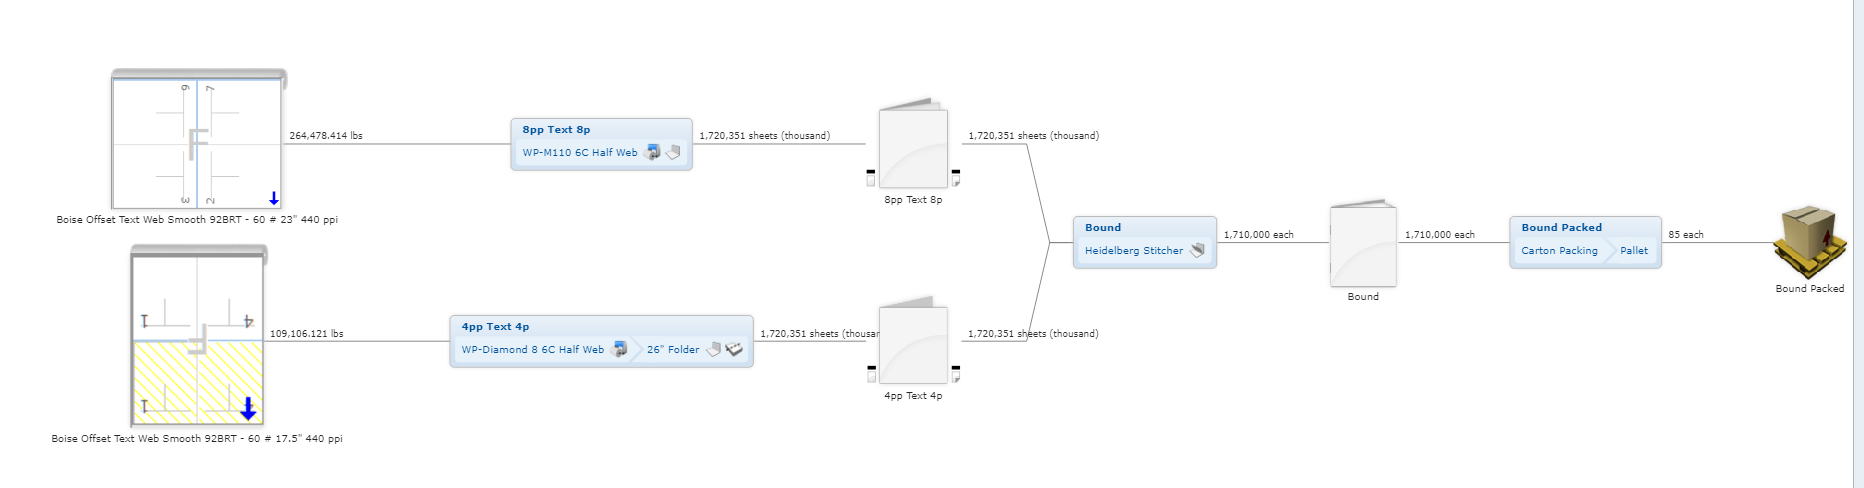 6 7
F
3 2
Boise Offset Text Web Smooth 92BRT - 60 # 23" 440 ppi
264,478.414 lbs
8pp Text 8p
WP-M110 6C Half Web
1,720,351 sheets (thousand)
8pp Text 8p
1,720,351 sheets (thousand)
1 4
1 1
Boise Offset Text Web Smooth 92BRT - 60 # 17.5" 440 ppi
109,106.121 lbs
4pp Text 4p
WP-Diamond 8 6C Half Web 26" Folder
1,720,351 sheets (thousan
4pp Text 4p
1,720,351 sheets (thousand)
Bound
Heidelberg Stitcher
1,710,000 each
Bound
1,710,000 each
Bound Packed
Carton Packing Pallet
85 each
Bound Packed